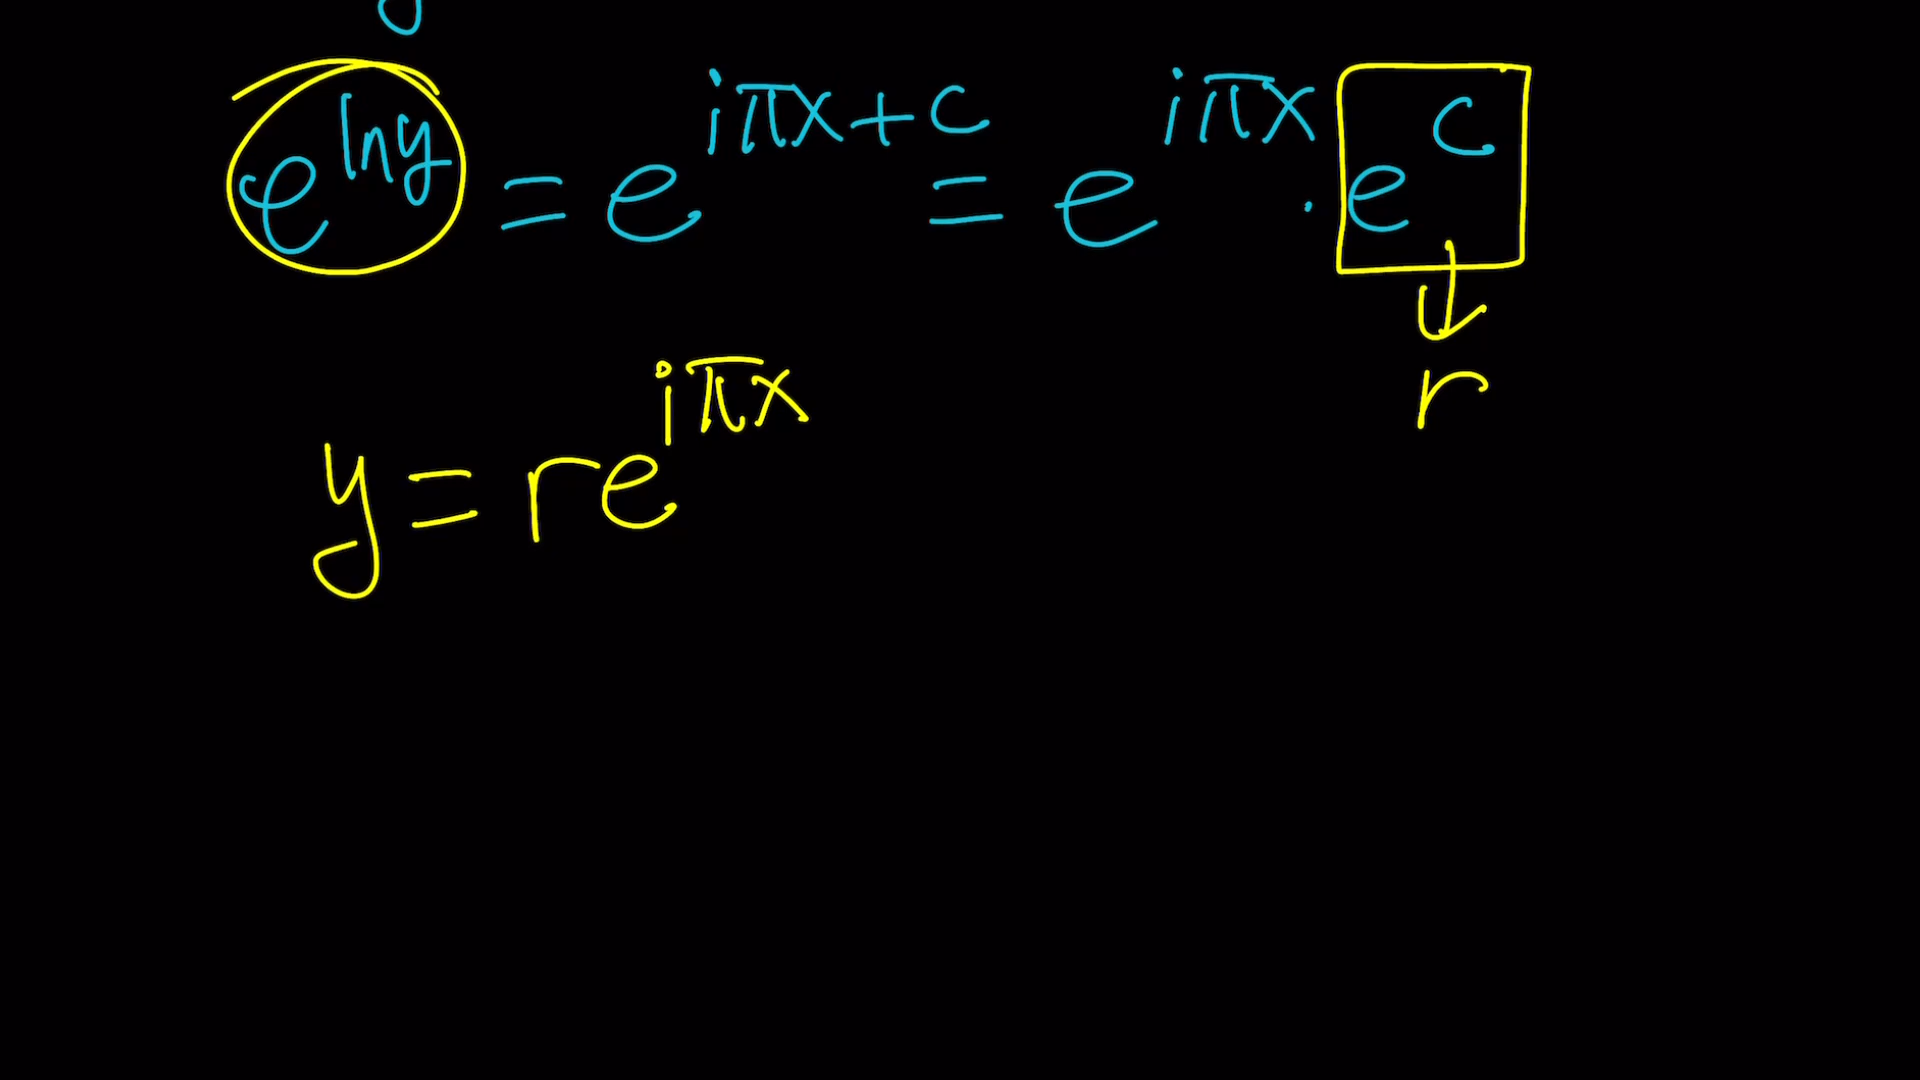 e^{ln y} = e^{iπx+c} = e^{iπx} · e^c
↓
r
y = re^{iπx}